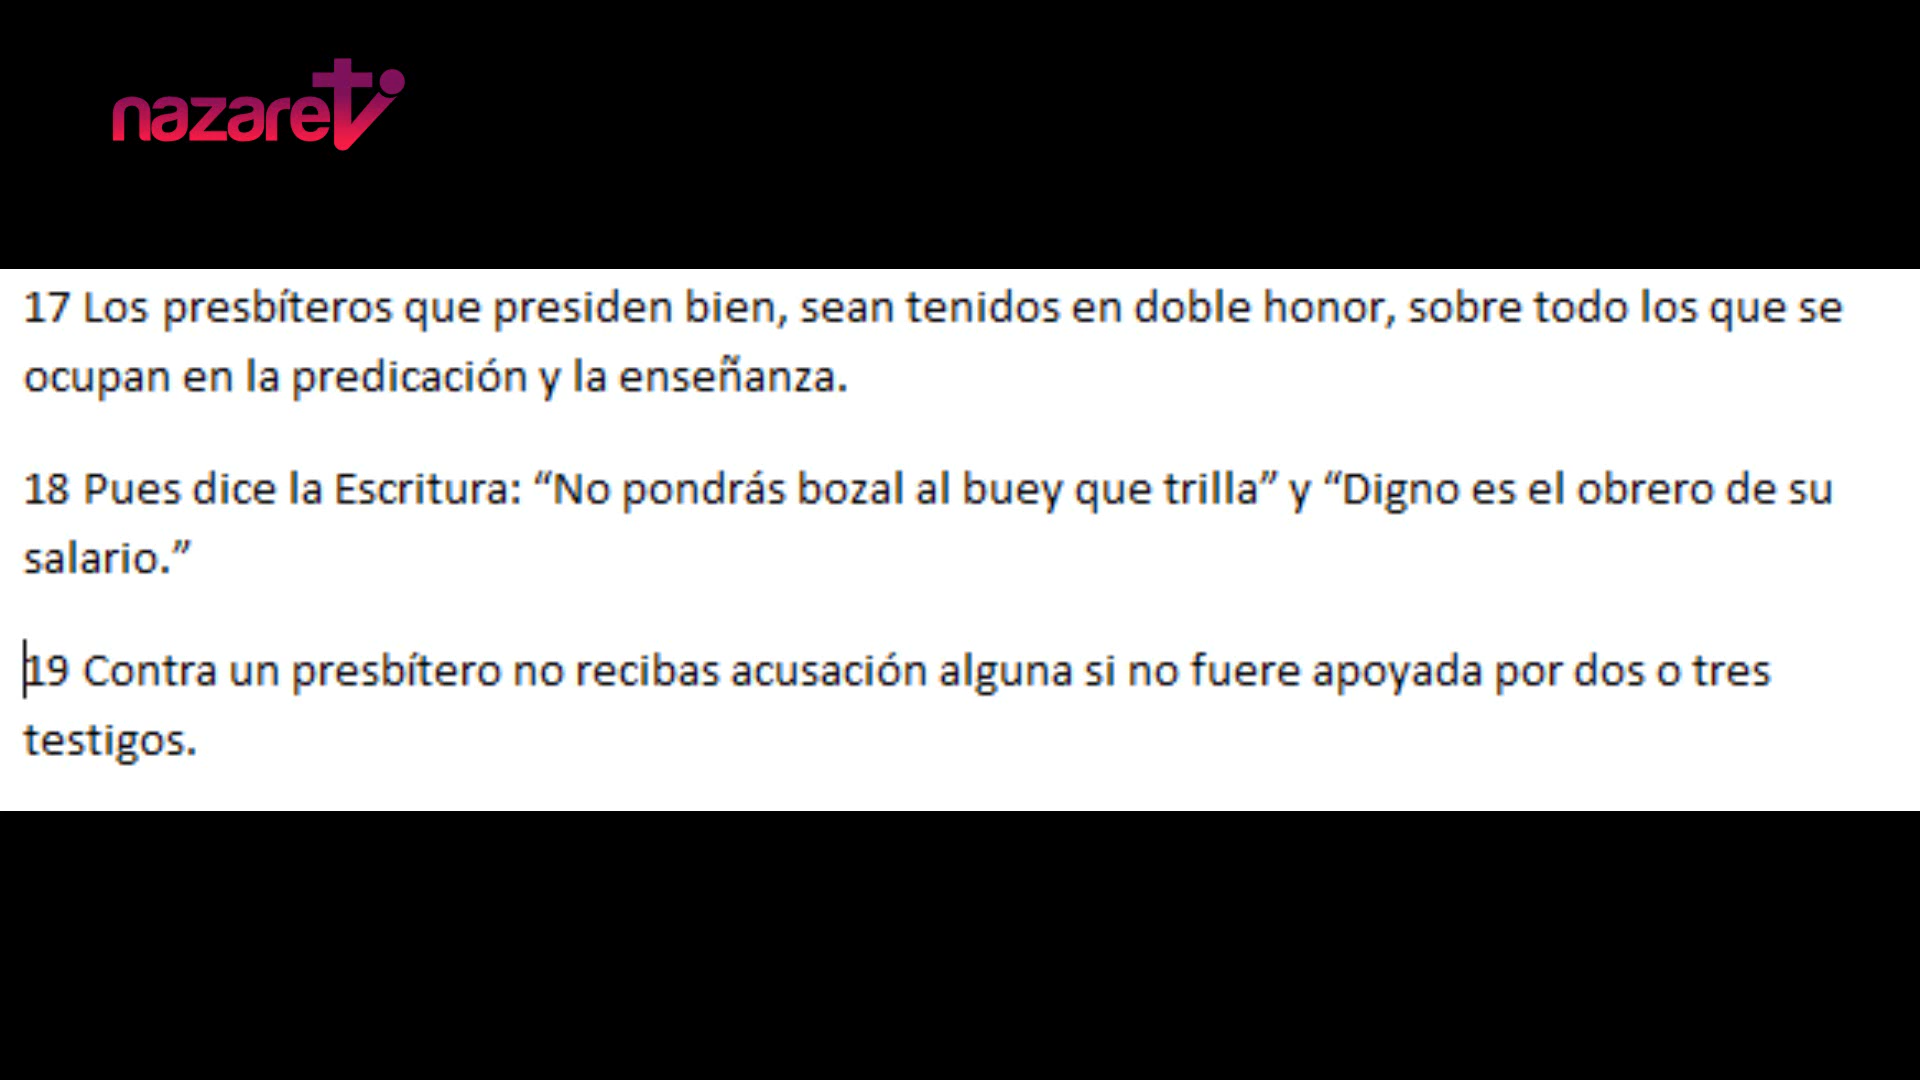 nazaret
17 Los presbíteros que presiden bien, sean tenidos en doble honor, sobre todo los que se
ocupan en la predicación y la enseñanza.
18 Pues dice la Escritura: “No pondrás bozal al buey que trilla” y “Digno es el obrero de su
salario.”
19 Contra un presbítero no recibas acusación alguna si no fuere apoyada por dos o tres
testigos.